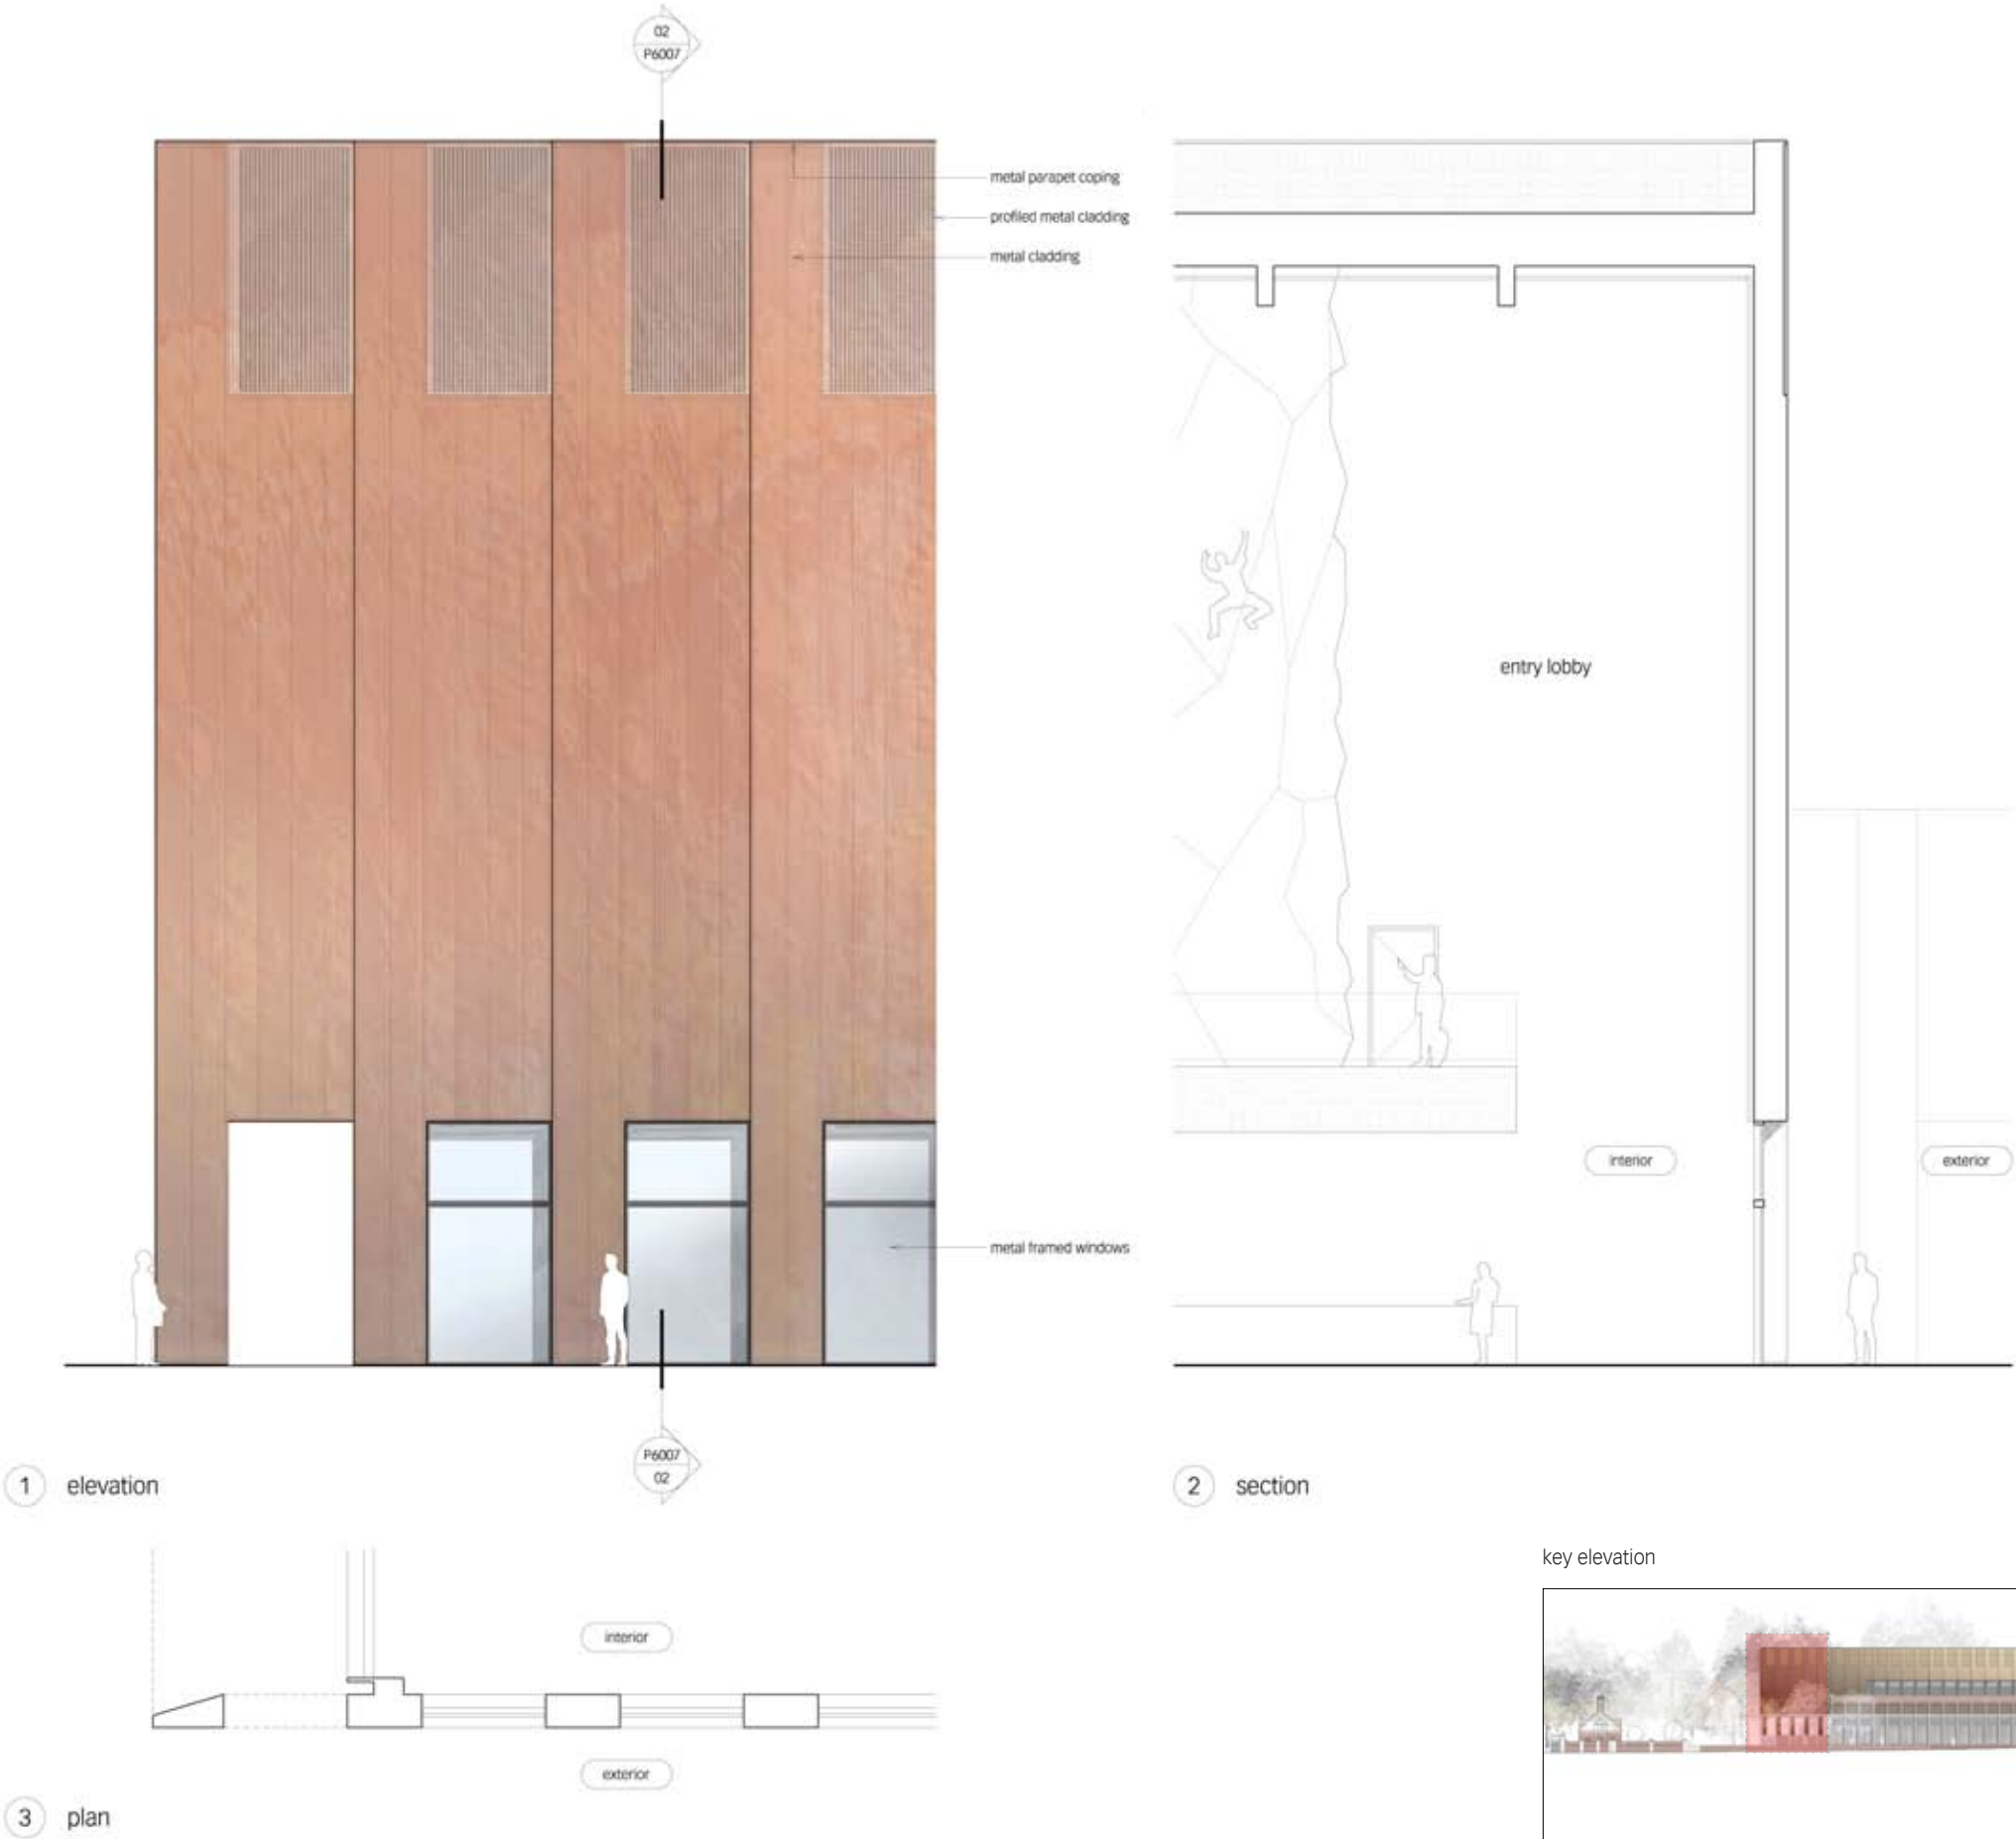 02
P6007
metal parapet coping
profiled metal cladding
metal cladding
metal framed windows
P6007
02
1 elevation
entry lobby
interior
exterior
2 section
interior
exterior
3 plan
key elevation